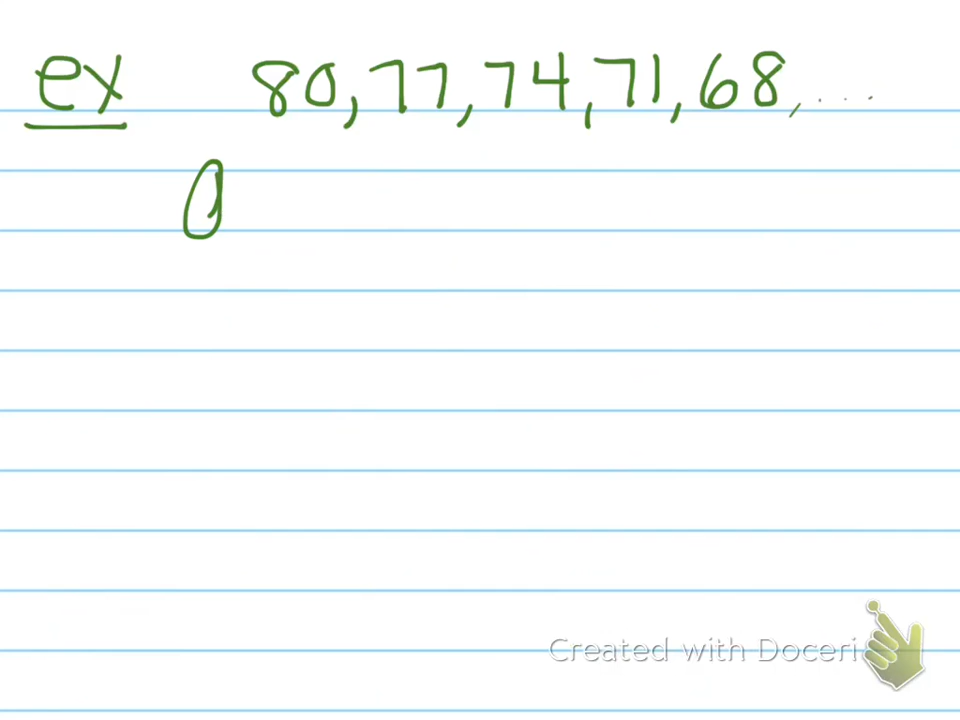 ex 80, 77, 74, 71, 68, ...
a
Created with Doceri